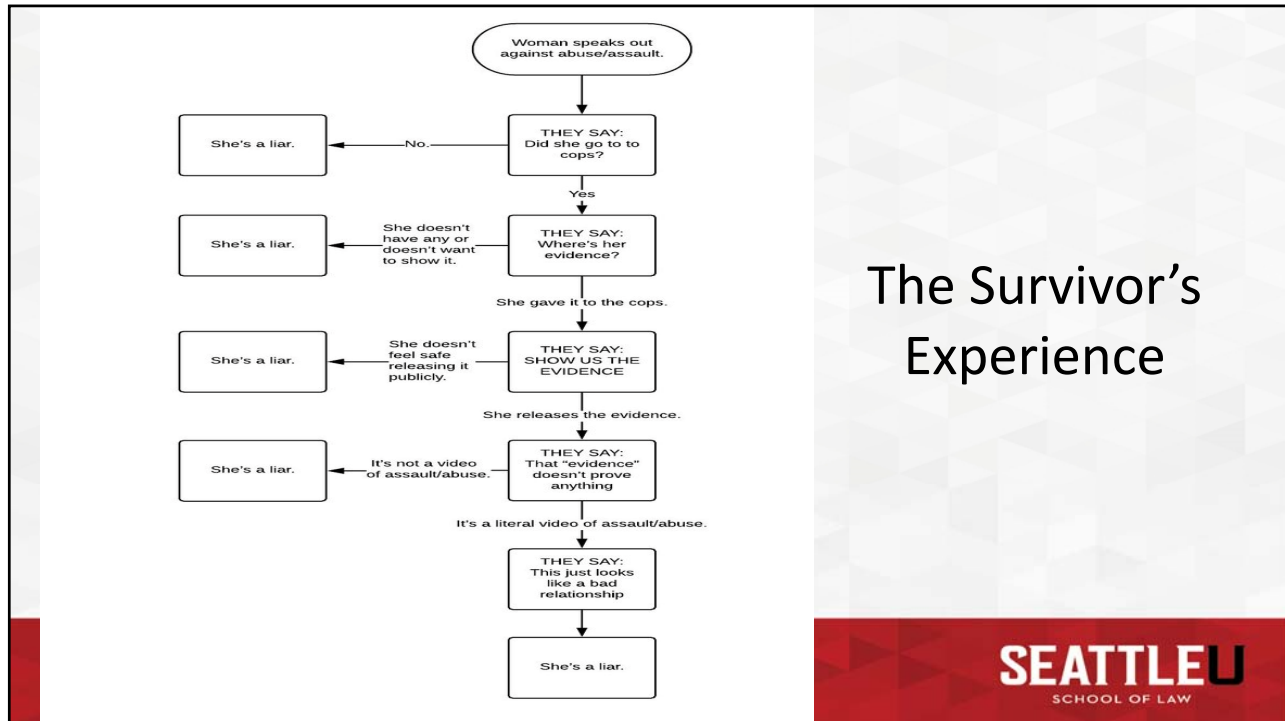 Woman speaks out
against abuse/assault.
She's a liar.
No.
THEY SAY:
Did she go to to
cops?
Yes
She's a liar.
She doesn't
have any or
doesn't want
to show it.
THEY SAY:
Where's her
evidence?
She gave it to the cops.
She's a liar.
She doesn't
feel safe
releasing it
publicly.
THEY SAY:
SHOW US THE
EVIDENCE
She releases the evidence.
She's a liar.
It's not a video
of assault/abuse.
THEY SAY:
That "evidence"
doesn't prove
anything
It's a literal video of assault/abuse.
THEY SAY:
This just looks
like a bad
relationship
She's a liar.
The Survivor’s
Experience
SEATTLEU
SCHOOL OF LAW